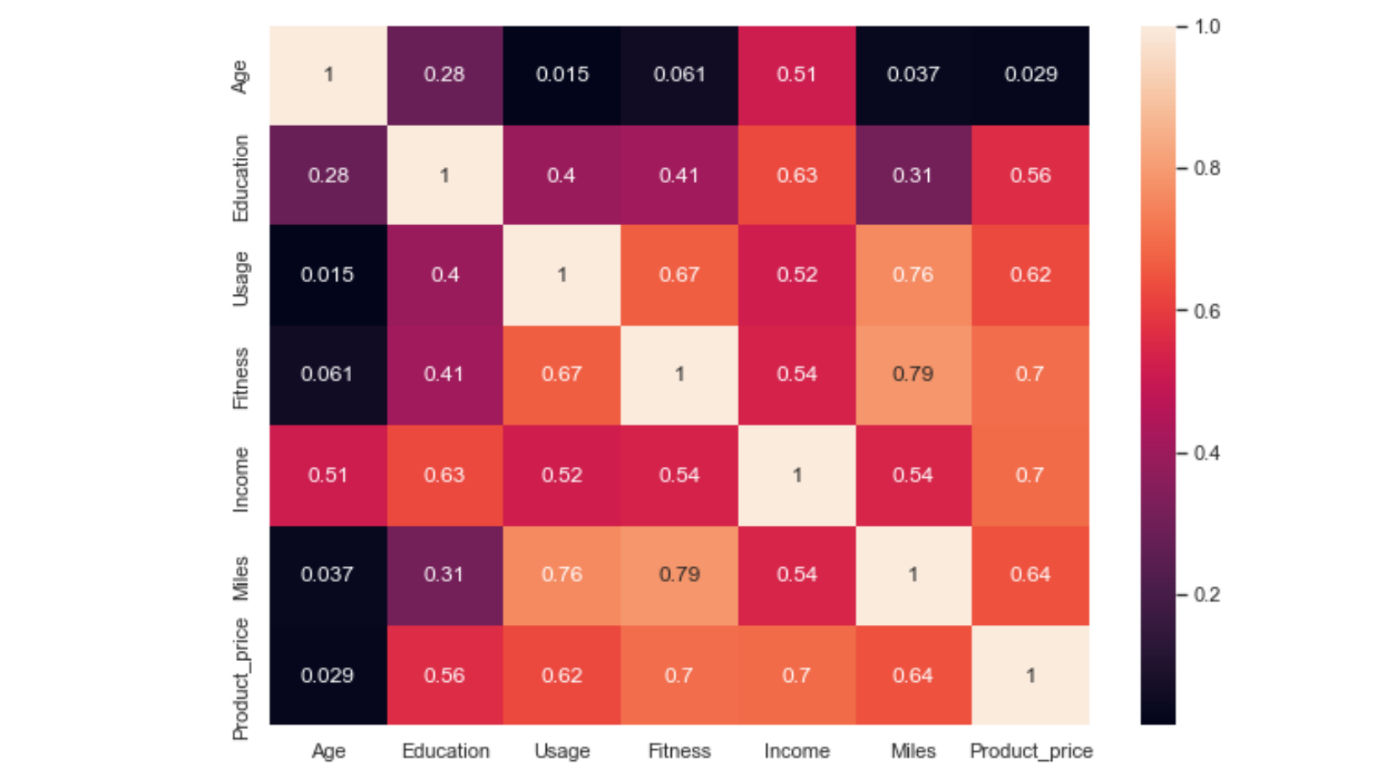 1.0
Age 1 0.28 0.015 0.061 0.51 0.037 0.029
0.8
Education 0.28 1 0.4 0.41 0.63 0.31 0.56
Usage 0.015 0.4 1 0.67 0.52 0.76 0.62
0.6
Fitness 0.061 0.41 0.67 1 0.54 0.79 0.7
0.4
Income 0.51 0.63 0.52 0.54 1 0.54 0.7
Miles 0.037 0.31 0.76 0.79 0.54 1 0.64
0.2
Product_price 0.029 0.56 0.62 0.7 0.7 0.64 1
Age Education Usage Fitness Income Miles Product_price